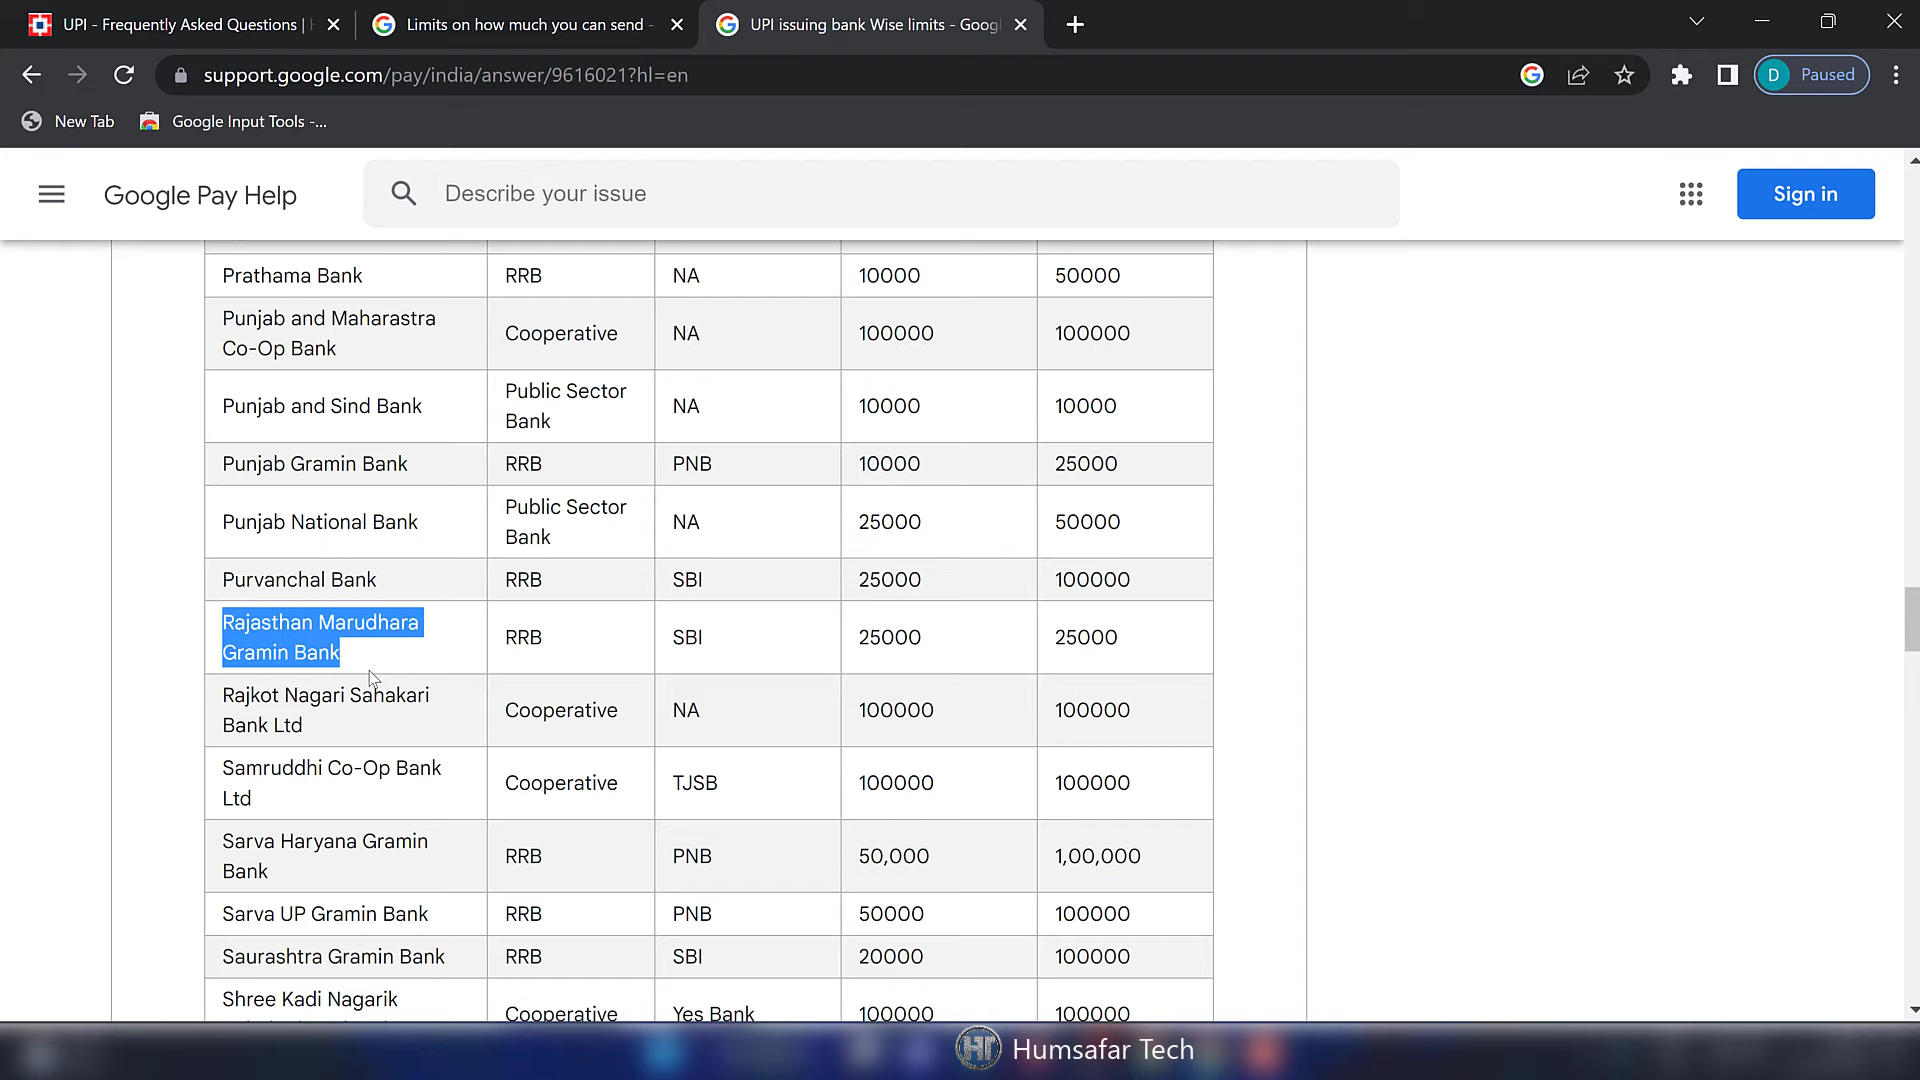 UPI - Frequently Asked Questions |
Limits on how much you can send -
UPI issuing bank Wise limits - Goog
support.google.com/pay/india/answer/9616021?hl=en
D Paused
New Tab
Google Input Tools -...
Google Pay Help
Describe your issue
Sign in
Prathama Bank RRB NA 10000 50000
Punjab and Maharastra
Co-Op Bank Cooperative NA 100000 100000
Punjab and Sind Bank Public Sector
Bank NA 10000 10000
Punjab Gramin Bank RRB PNB 10000 25000
Punjab National Bank Public Sector
Bank NA 25000 50000
Purvanchal Bank RRB SBI 25000 100000
Rajasthan Marudhara
Gramin Bank RRB SBI 25000 25000
Rajkot Nagari Sahakari
Bank Ltd Cooperative NA 100000 100000
Samruddhi Co-Op Bank
Ltd Cooperative TJSB 100000 100000
Sarva Haryana Gramin
Bank RRB PNB 50,000 1,00,000
Sarva UP Gramin Bank RRB PNB 50000 100000
Saurashtra Gramin Bank RRB SBI 20000 100000
Shree Kadi Nagarik
Cooperative Yes Bank 100000 100000
HT Humsafar Tech